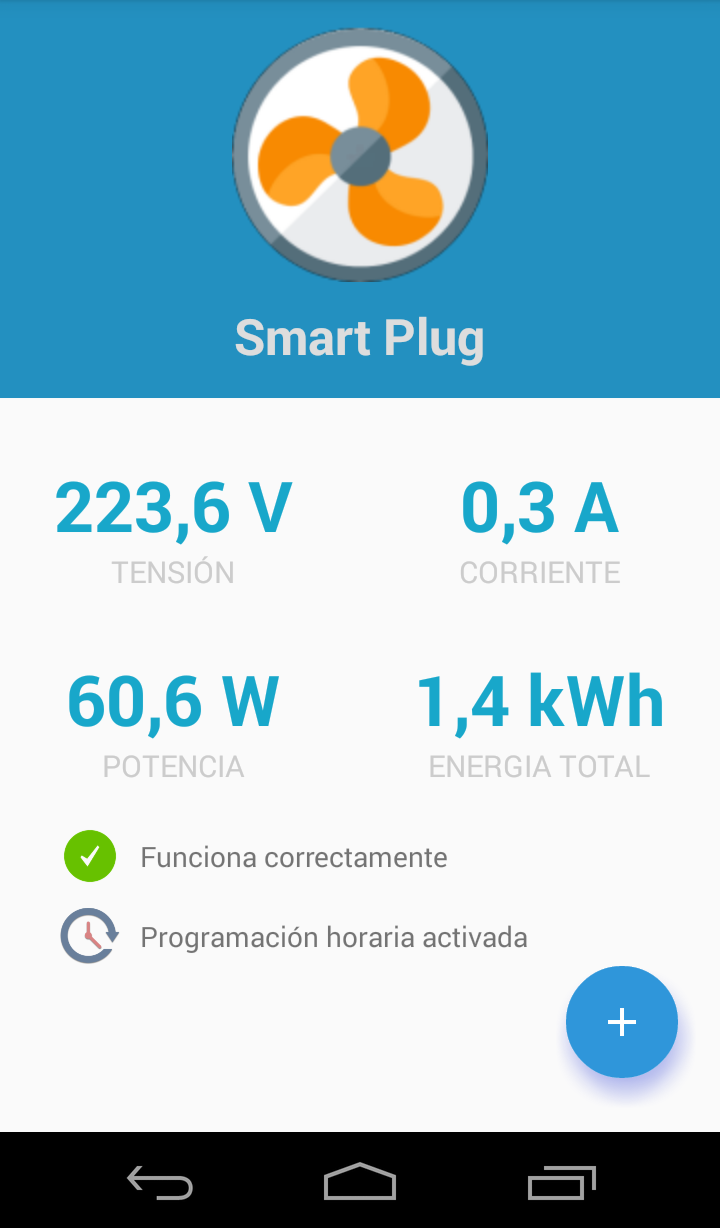 Smart Plug
223,6 V
0,3 A
TENSIÓN
CORRIENTE
60,6 W
1,4 kWh
POTENCIA
ENERGIA TOTAL
Funciona correctamente
Programación horaria activada
+